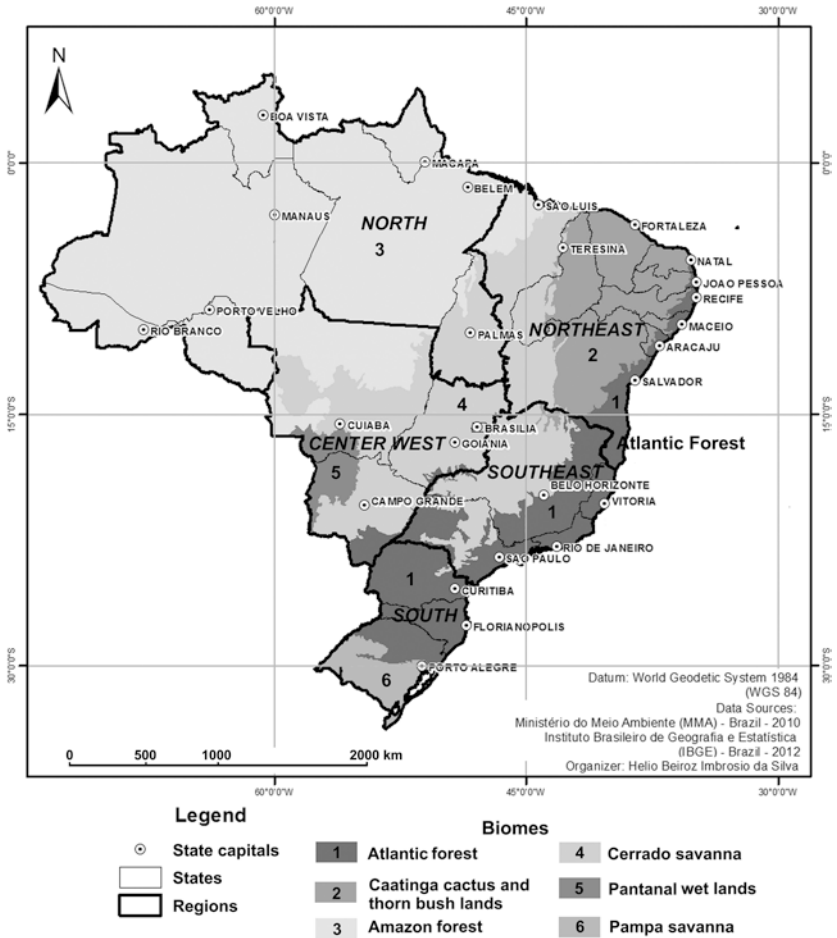 60°0'0"W 45°0'0"W 30°0'0"W
N
BOA VISTA
0°0'0" 0°0'0"
MACAPA
BELEM
SAO LUIS
MANAUS
NORTH
3
FORTALEZA
TERESINA
NATAL
JOAO PESSOA
RECIFE
PORTO VELHO
RIO BRANCO
PALMAS
NORTHEAST
MACEIO
2
ARACAJU
SALVADOR
4
1
15°0'0"S 15°0'0"S
CUIABA
BRASILIA
CENTER WEST
GOIÂNIA
Atlantic Forest
5
SOUTHEAST
BELO HORIZONTE
CAMPO GRANDE
1
VITORIA
RIO DE JANEIRO
SAO PAULO
1
CURITIBA
SOUTH
FLORIANOPOLIS
30°0'0"S 30°0'0"S
PORTO ALEGRE
6
Datum: World Geodetic System 1984
(WGS 84)
Data Sources:
Ministério do Meio Ambiente (MMA) - Brazil - 2010
Instituto Brasileiro de Geografia e Estatística
(IBGE) - Brazil - 2012
Organizer: Helio Beiroz Imbrosio da Silva
0 500 1000 2000 km
60°0'0"W 45°0'0"W 30°0'0"W
Legend
State capitals
States
Regions
Biomes
1 Atlantic forest
2 Caatinga cactus and
thorn bush lands
3 Amazon forest
4 Cerrado savanna
5 Pantanal wet lands
6 Pampa savanna